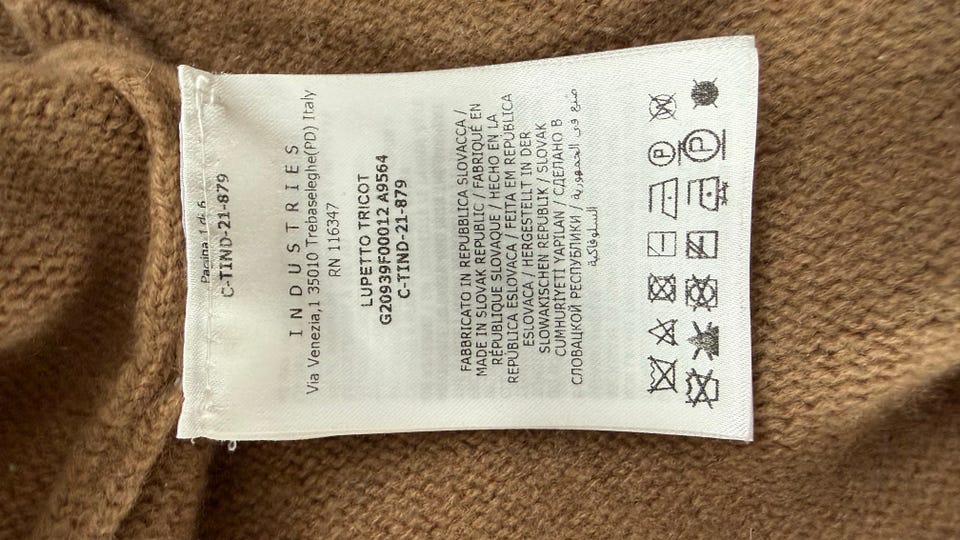 Pagina 1 di 6
C-TIND-21-879
INDUSTRIES
Via Venezia,1 35010 Trebaseleghe(PD) Italy
RN 116347
LUPETTO TRICOT
G20939F00012 A9564
C-TIND-21-879
FABBRICATO IN REPUBBLICA SLOVACCA /
MADE IN SLOVAK REPUBLIC / FABRIQUÉ EN
RÉPUBLIQUE SLOVAQUE / HECHO EN LA
REPÚBLICA ESLOVACA / FEITA EM REPÚBLICA
ESLOVACA / HERGESTELLT IN DER
SLOWAKISCHEN REPUBLIK / SLOVAK
CUMHURİYETİ YAPILAN / СДЕЛАНО В
СЛОВАЦКОЙ РЕСПУБЛИКИ / صنع في الجمهورية
السلوفاكية
P
P